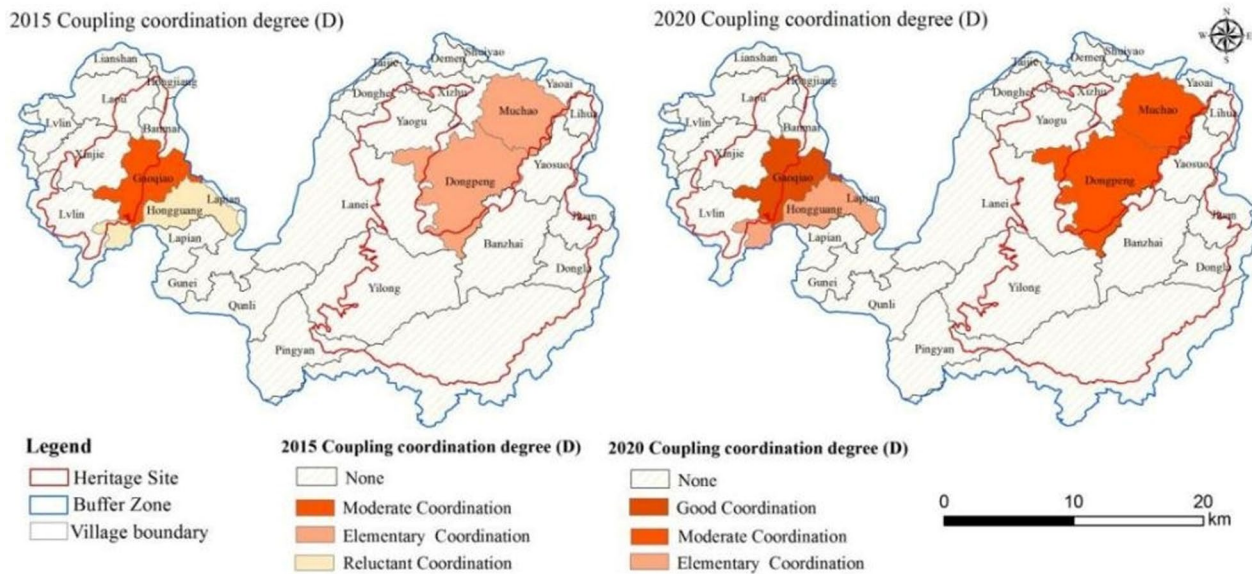 2015 Coupling coordination degree (D)
2020 Coupling coordination degree (D)
N
W
E
S
Lianshan
Hongjiang
Laqu
Lvlin
Banmai
Xinjie
Gaoqiao
Lapian
Lvlin
Hongguang
Lapian
Gunei
Qunli
Pingyan
Taijie
Demen
Shuiyao
Donghei
Xizhu
Yaoai
Muchao
Yaogu
Lihua
Yaosuo
Dongpeng
Lanei
Banzhai
Dongla
Yilong
Lianshan
Hongjiang
Lvlin
Banmai
Xinjie
Gaoqiao
Lapian
Lvlin
Hongguang
Lapian
Gunei
Qunli
Pingyan
Taijie
Demen
Shuiyao
Xizhu
Yaoai
Muchao
Yaogu
Lihua
Yaosuo
Dongpeng
Lanei
Banzhai
Dongla
Yilong
Legend
Heritage Site
Buffer Zone
Village boundary
2015 Coupling coordination degree (D)
None
Moderate Coordination
Elementary Coordination
Reluctant Coordination
2020 Coupling coordination degree (D)
None
Good Coordination
Moderate Coordination
Elementary Coordination
0 10 20
km